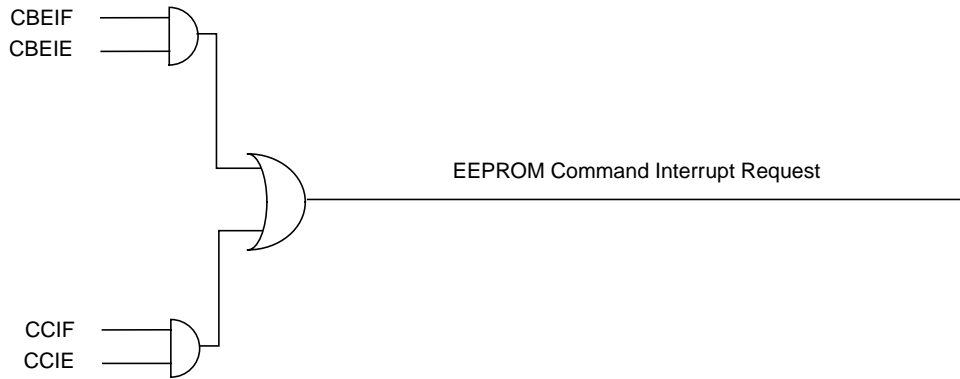 CBEIF
CBEIE
EEPROM Command Interrupt Request
CCIF
CCIE